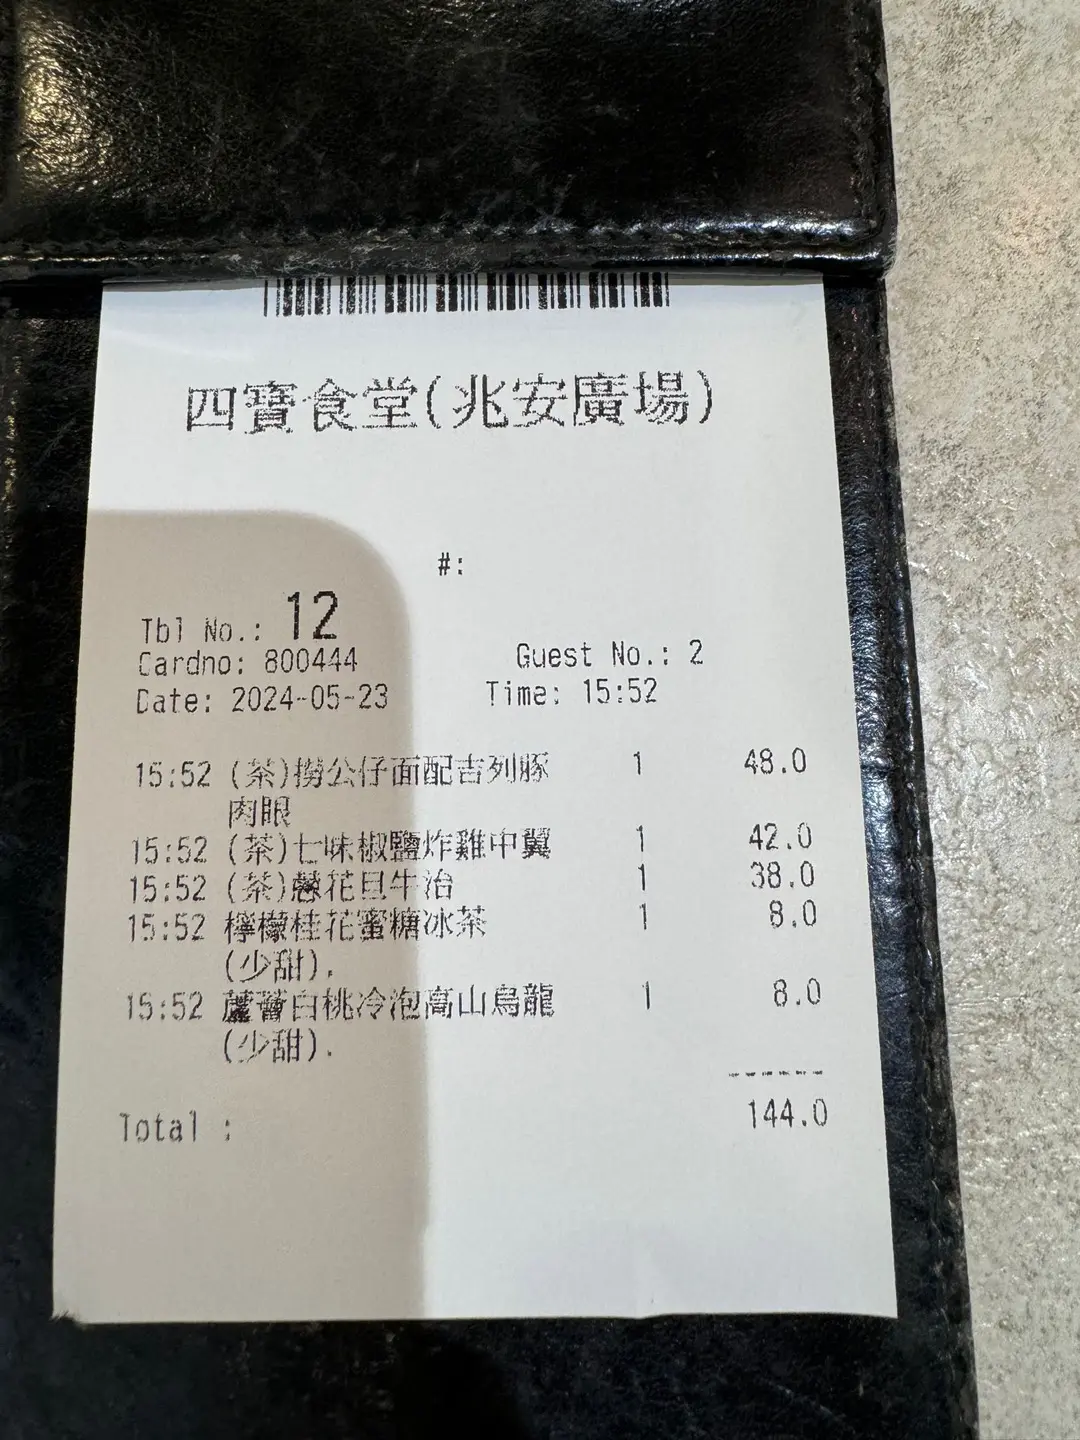 四寶食堂(兆安廣場)
#:
Tbl No.: 12
Cardno: 800444 Guest No.: 2
Date: 2024-05-23 Time: 15:52
15:52 (茶)撈公仔面配吉列豚 1 48.0
肉眼
15:52 (茶)七味椒鹽炸雞中翼 1 42.0
15:52 (茶)蔥花旦牛治 1 38.0
15:52 檸檬桂花蜜糖冰茶 1 8.0
(少甜).
15:52 蘆薈白桃冷泡高山烏龍 1 8.0
(少甜).
Total : 144.0